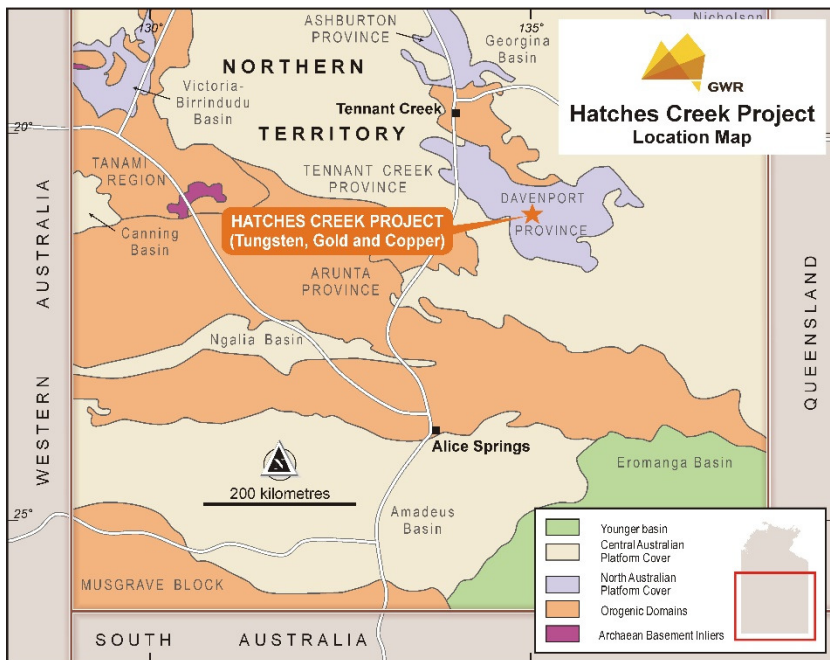 130°
135°
ASHBURTON
PROVINCE
Nicholson
Georgina
Basin
GWR
Hatches Creek Project
Location Map
NORTHERN
TERRITORY
Victoria-
Birrindudu
Basin
Tennant Creek
20°
TANAMI
REGION
TENNANT CREEK
PROVINCE
DAVENPORT
PROVINCE
HATCHES CREEK PROJECT
(Tungsten, Gold and Copper)
Canning
Basin
ARUNTA
PROVINCE
WESTERN AUSTRALIA
QUEENSLAND
Ngalia Basin
Alice Springs
Eromanga Basin
200 kilometres
Amadeus
Basin
25°
MUSGRAVE BLOCK
SOUTH AUSTRALIA
Younger basin
Central Australian
Platform Cover
North Australian
Platform Cover
Orogenic Domains
Archaean Basement Inliers